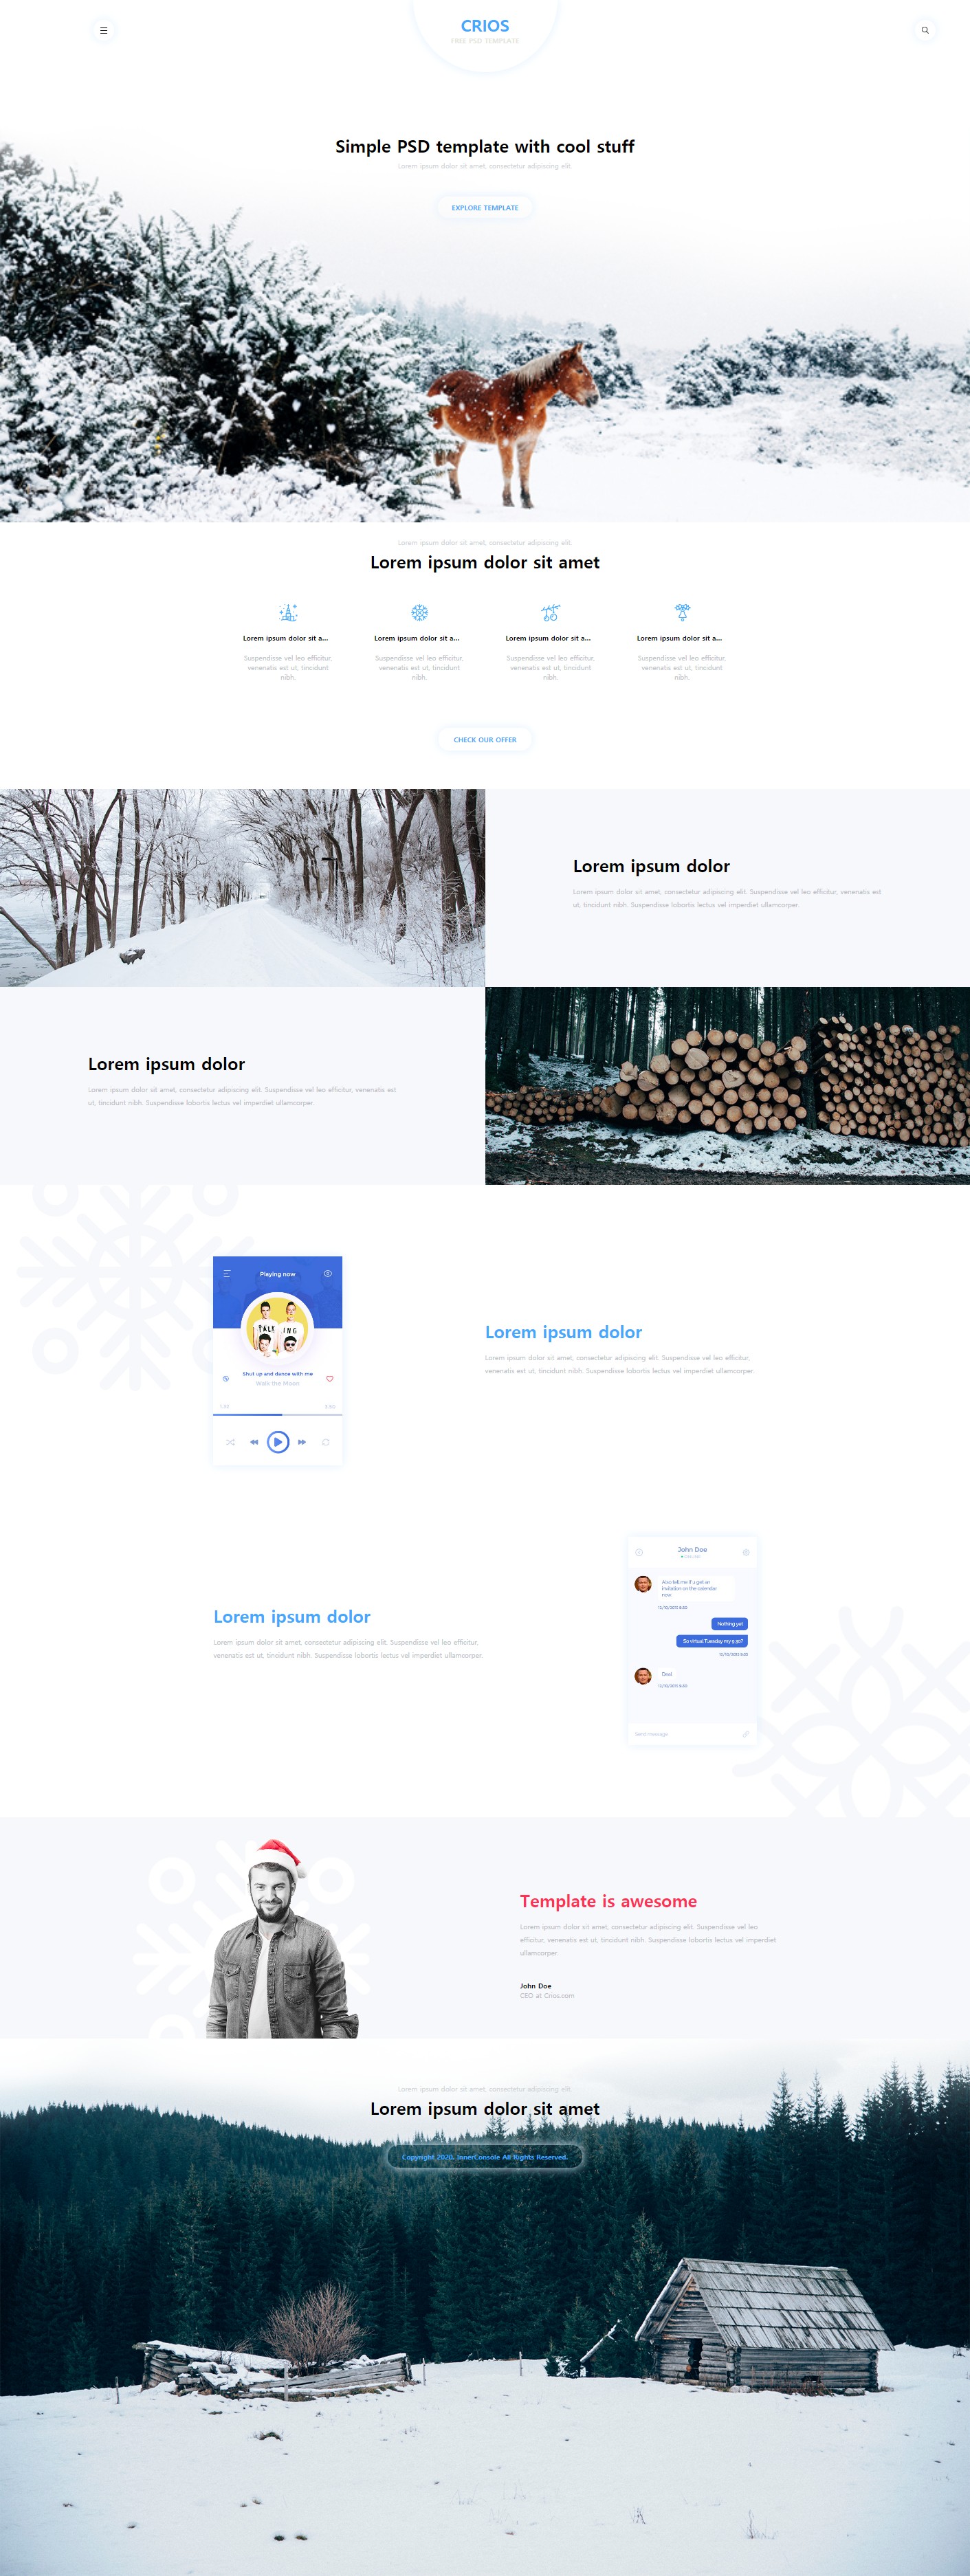 CRIOS
FREE PSD TEMPLATE
Simple PSD template with cool stuff
Lorem ipsum dolor sit amet, consectetur adipiscing elit.
EXPLORE TEMPLATE
Lorem ipsum dolor sit amet, consectetur adipiscing elit.
Lorem ipsum dolor sit amet
Lorem ipsum dolor sit a...
Suspendisse vel leo efficitur,
venenatis est ut, tincidunt
nibh.
Lorem ipsum dolor sit a...
Suspendisse vel leo efficitur,
venenatis est ut, tincidunt
nibh.
Lorem ipsum dolor sit a...
Suspendisse vel leo efficitur,
venenatis est ut, tincidunt
nibh.
Lorem ipsum dolor sit a...
Suspendisse vel leo efficitur,
venenatis est ut, tincidunt
nibh.
CHECK OUR OFFER
Lorem ipsum dolor
Lorem ipsum dolor sit amet, consectetur adipiscing elit. Suspendisse vel leo efficitur, venenatis est
ut, tincidunt nibh. Suspendisse lobortis lectus vel imperdiet ullamcorper.
Lorem ipsum dolor
Lorem ipsum dolor sit amet, consectetur adipiscing elit. Suspendisse vel leo efficitur, venenatis est
ut, tincidunt nibh. Suspendisse lobortis lectus vel imperdiet ullamcorper.
Playing now
TALK ING
Shut up and dance with me
Walk the Moon
Lorem ipsum dolor
Lorem ipsum dolor sit amet, consectetur adipiscing elit. Suspendisse vel leo efficitur,
venenatis est ut, tincidunt nibh. Suspendisse lobortis lectus vel imperdiet ullamcorper.
Lorem ipsum dolor
Lorem ipsum dolor sit amet, consectetur adipiscing elit. Suspendisse vel leo efficitur,
venenatis est ut, tincidunt nibh. Suspendisse lobortis lectus vel imperdiet ullamcorper.
John Doe
Also tell me if u get an
invitation on the calendar
now.
Nothing yet
So virtual Tuesday my 5:30?
Deal
Send message
Template is awesome
Lorem ipsum dolor sit amet, consectetur adipiscing elit. Suspendisse vel leo
efficitur, venenatis est ut, tincidunt nibh. Suspendisse lobortis lectus vel imperdiet
ullamcorper.
John Doe
CEO at Crios.com
Lorem ipsum dolor sit amet, consectetur adipiscing elit.
Lorem ipsum dolor sit amet
Copyright 2020. InnerConsole All Rights Reserved.